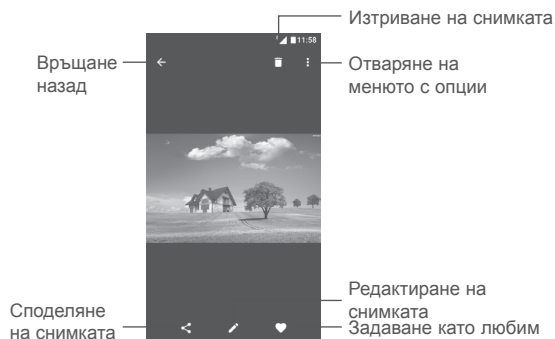 Изтриване на снимката
11:58
Връщане
назад
Отваряне на
менюто с опции
Редактиране на
снимката
Споделяне
на снимката
Задаване като любим